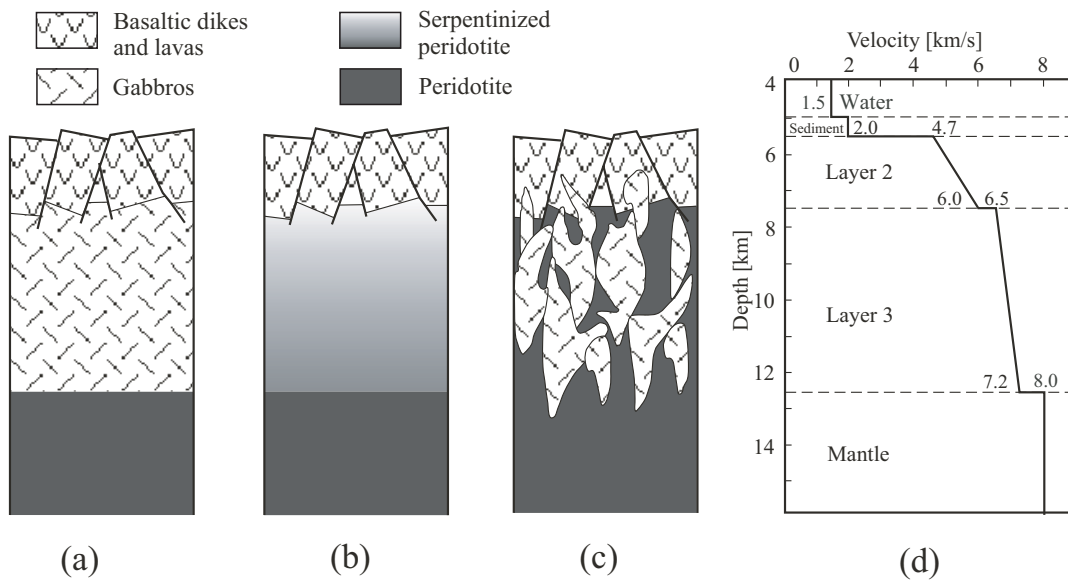 Basaltic dikes
and lavas
Gabbros
Serpentinized
peridotite
Peridotite
Velocity [km/s]
0 2 4 6 8
4
6
8
10
12
14
Depth [km]
1.5 Water
Sediment 2.0 4.7
Layer 2
6.0 6.5
Layer 3
7.2 8.0
Mantle
(a) (b) (c) (d)